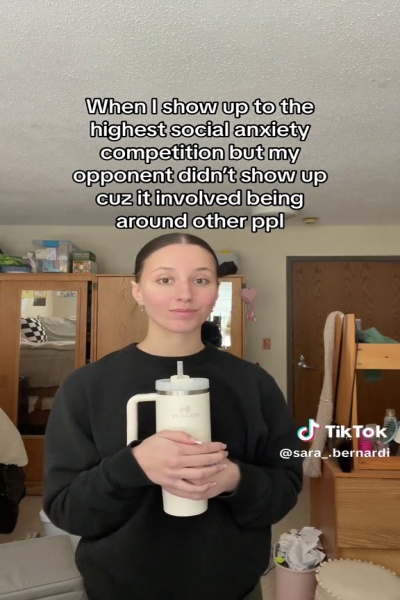 When I show up to the
highest social anxiety
competition but my
opponent didn't show up
cuz it involved being
around other ppl
TikTok
@sara_.bernardi